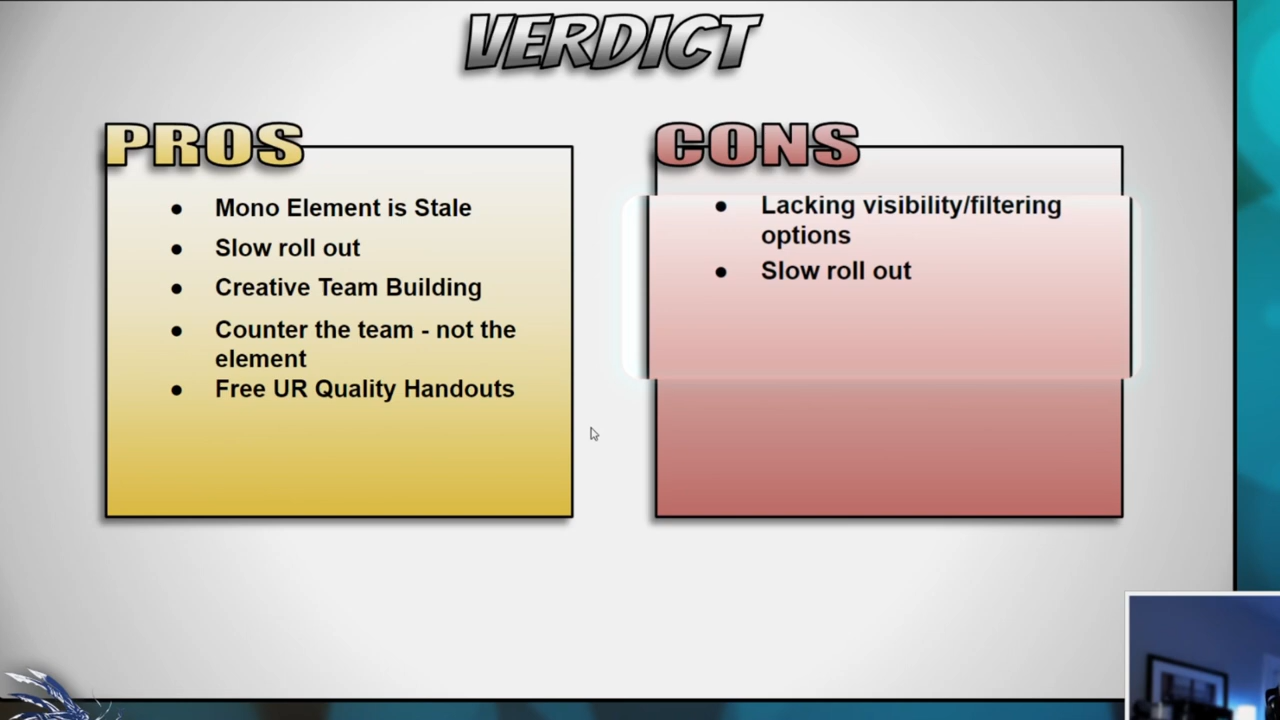 VERDICT
PROS
• Mono Element is Stale
• Slow roll out
• Creative Team Building
• Counter the team - not the
element
• Free UR Quality Handouts
CONS
• Lacking visibility/filtering
options
• Slow roll out